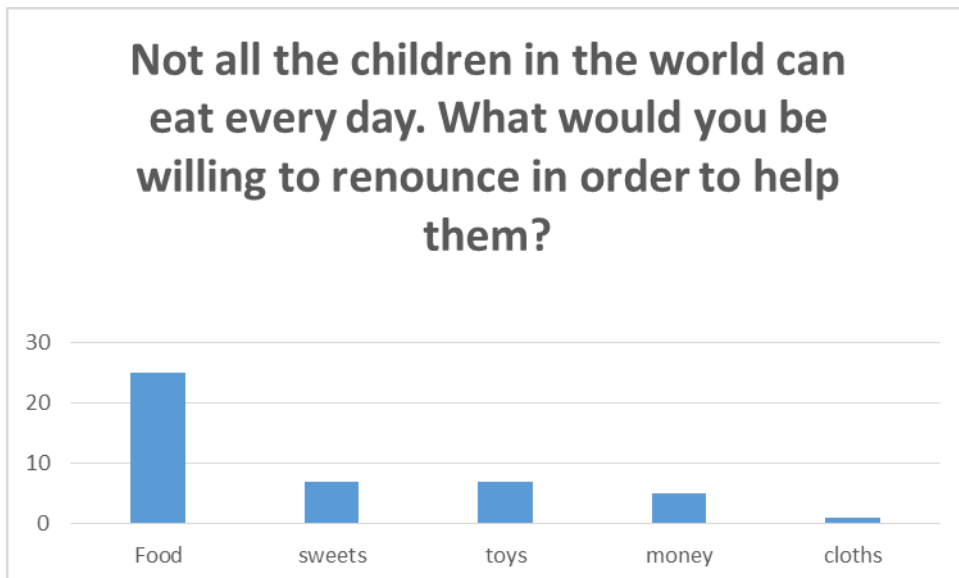 Not all the children in the world can
eat every day. What would you be
willing to renounce in order to help
them?
30
20
10
0
Food sweets toys money cloths